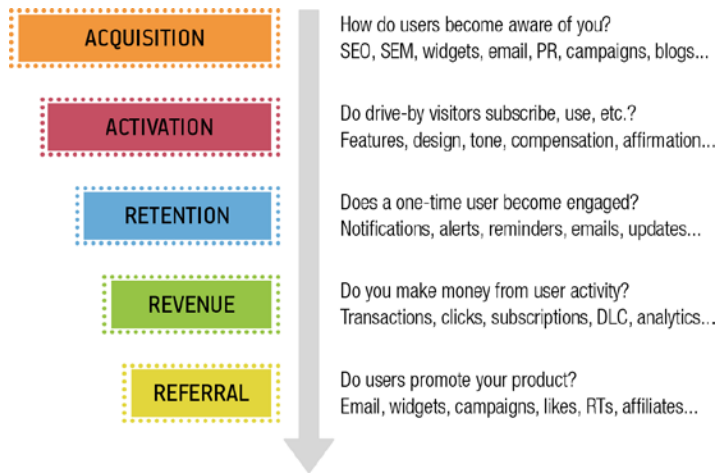 ACQUISITION
How do users become aware of you?
SEO, SEM, widgets, email, PR, campaigns, blogs...
ACTIVATION
Do drive-by visitors subscribe, use, etc.?
Features, design, tone, compensation, affirmation...
RETENTION
Does a one-time user become engaged?
Notifications, alerts, reminders, emails, updates...
REVENUE
Do you make money from user activity?
Transactions, clicks, subscriptions, DLC, analytics...
REFERRAL
Do users promote your product?
Email, widgets, campaigns, likes, RTs, affiliates...